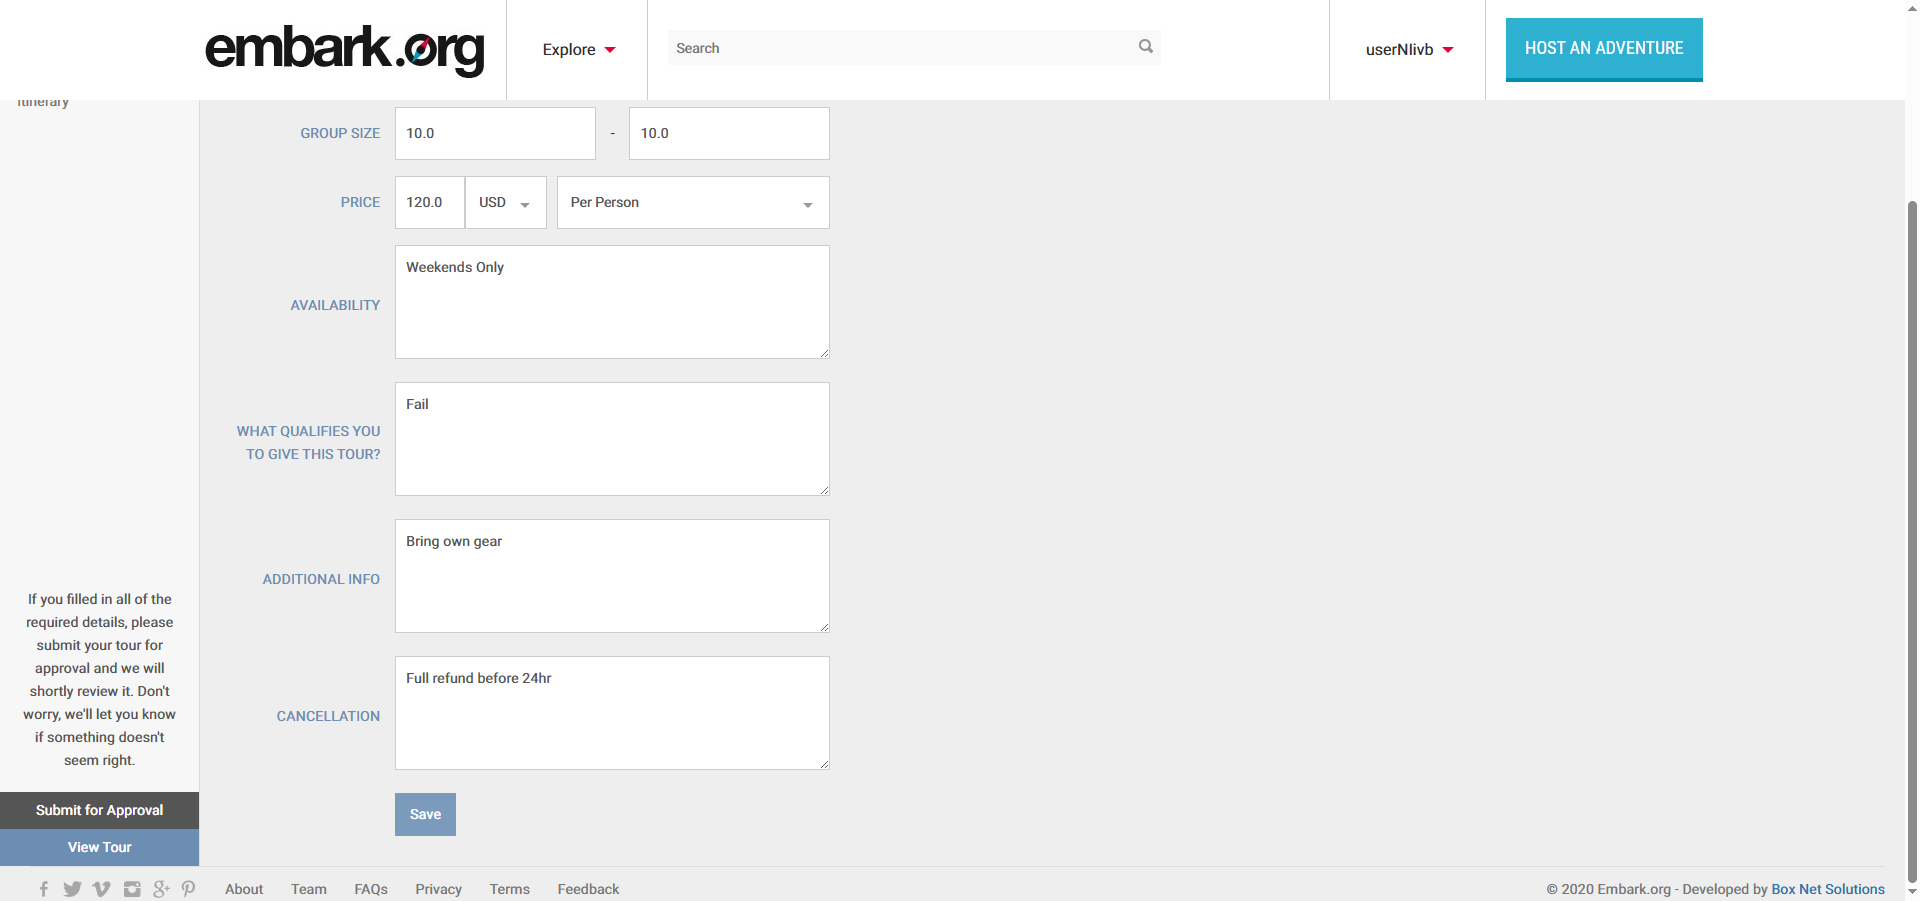 embark.org
Explore
Search
userNlivb
HOST AN ADVENTURE
Itinerary
GROUP SIZE
10.0
-
10.0
PRICE
120.0
USD
Per Person
AVAILABILITY
Weekends Only
WHAT QUALIFIES YOU
TO GIVE THIS TOUR?
Fail
ADDITIONAL INFO
Bring own gear
CANCELLATION
Full refund before 24hr
Save
If you filled in all of the
required details, please
submit your tour for
approval and we will
shortly review it. Don't
worry, we'll let you know
if something doesn't
seem right.
Submit for Approval
View Tour
About
Team
FAQs
Privacy
Terms
Feedback
© 2020 Embark.org - Developed by Box Net Solutions